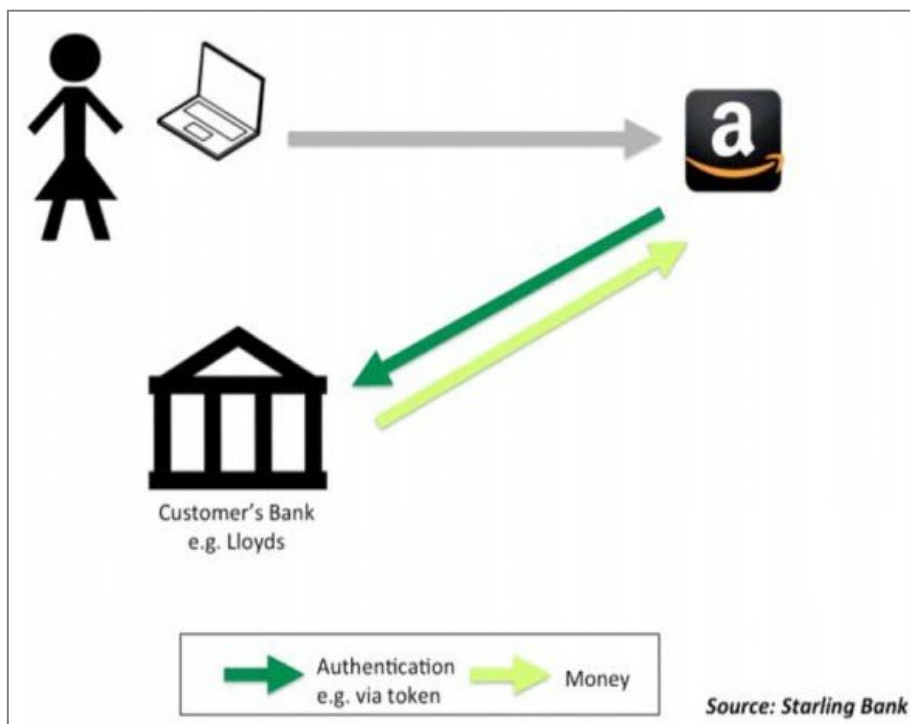 a
Customer's Bank
e.g. Lloyds
Authentication
e.g. via token
Money
Source: Starling Bank